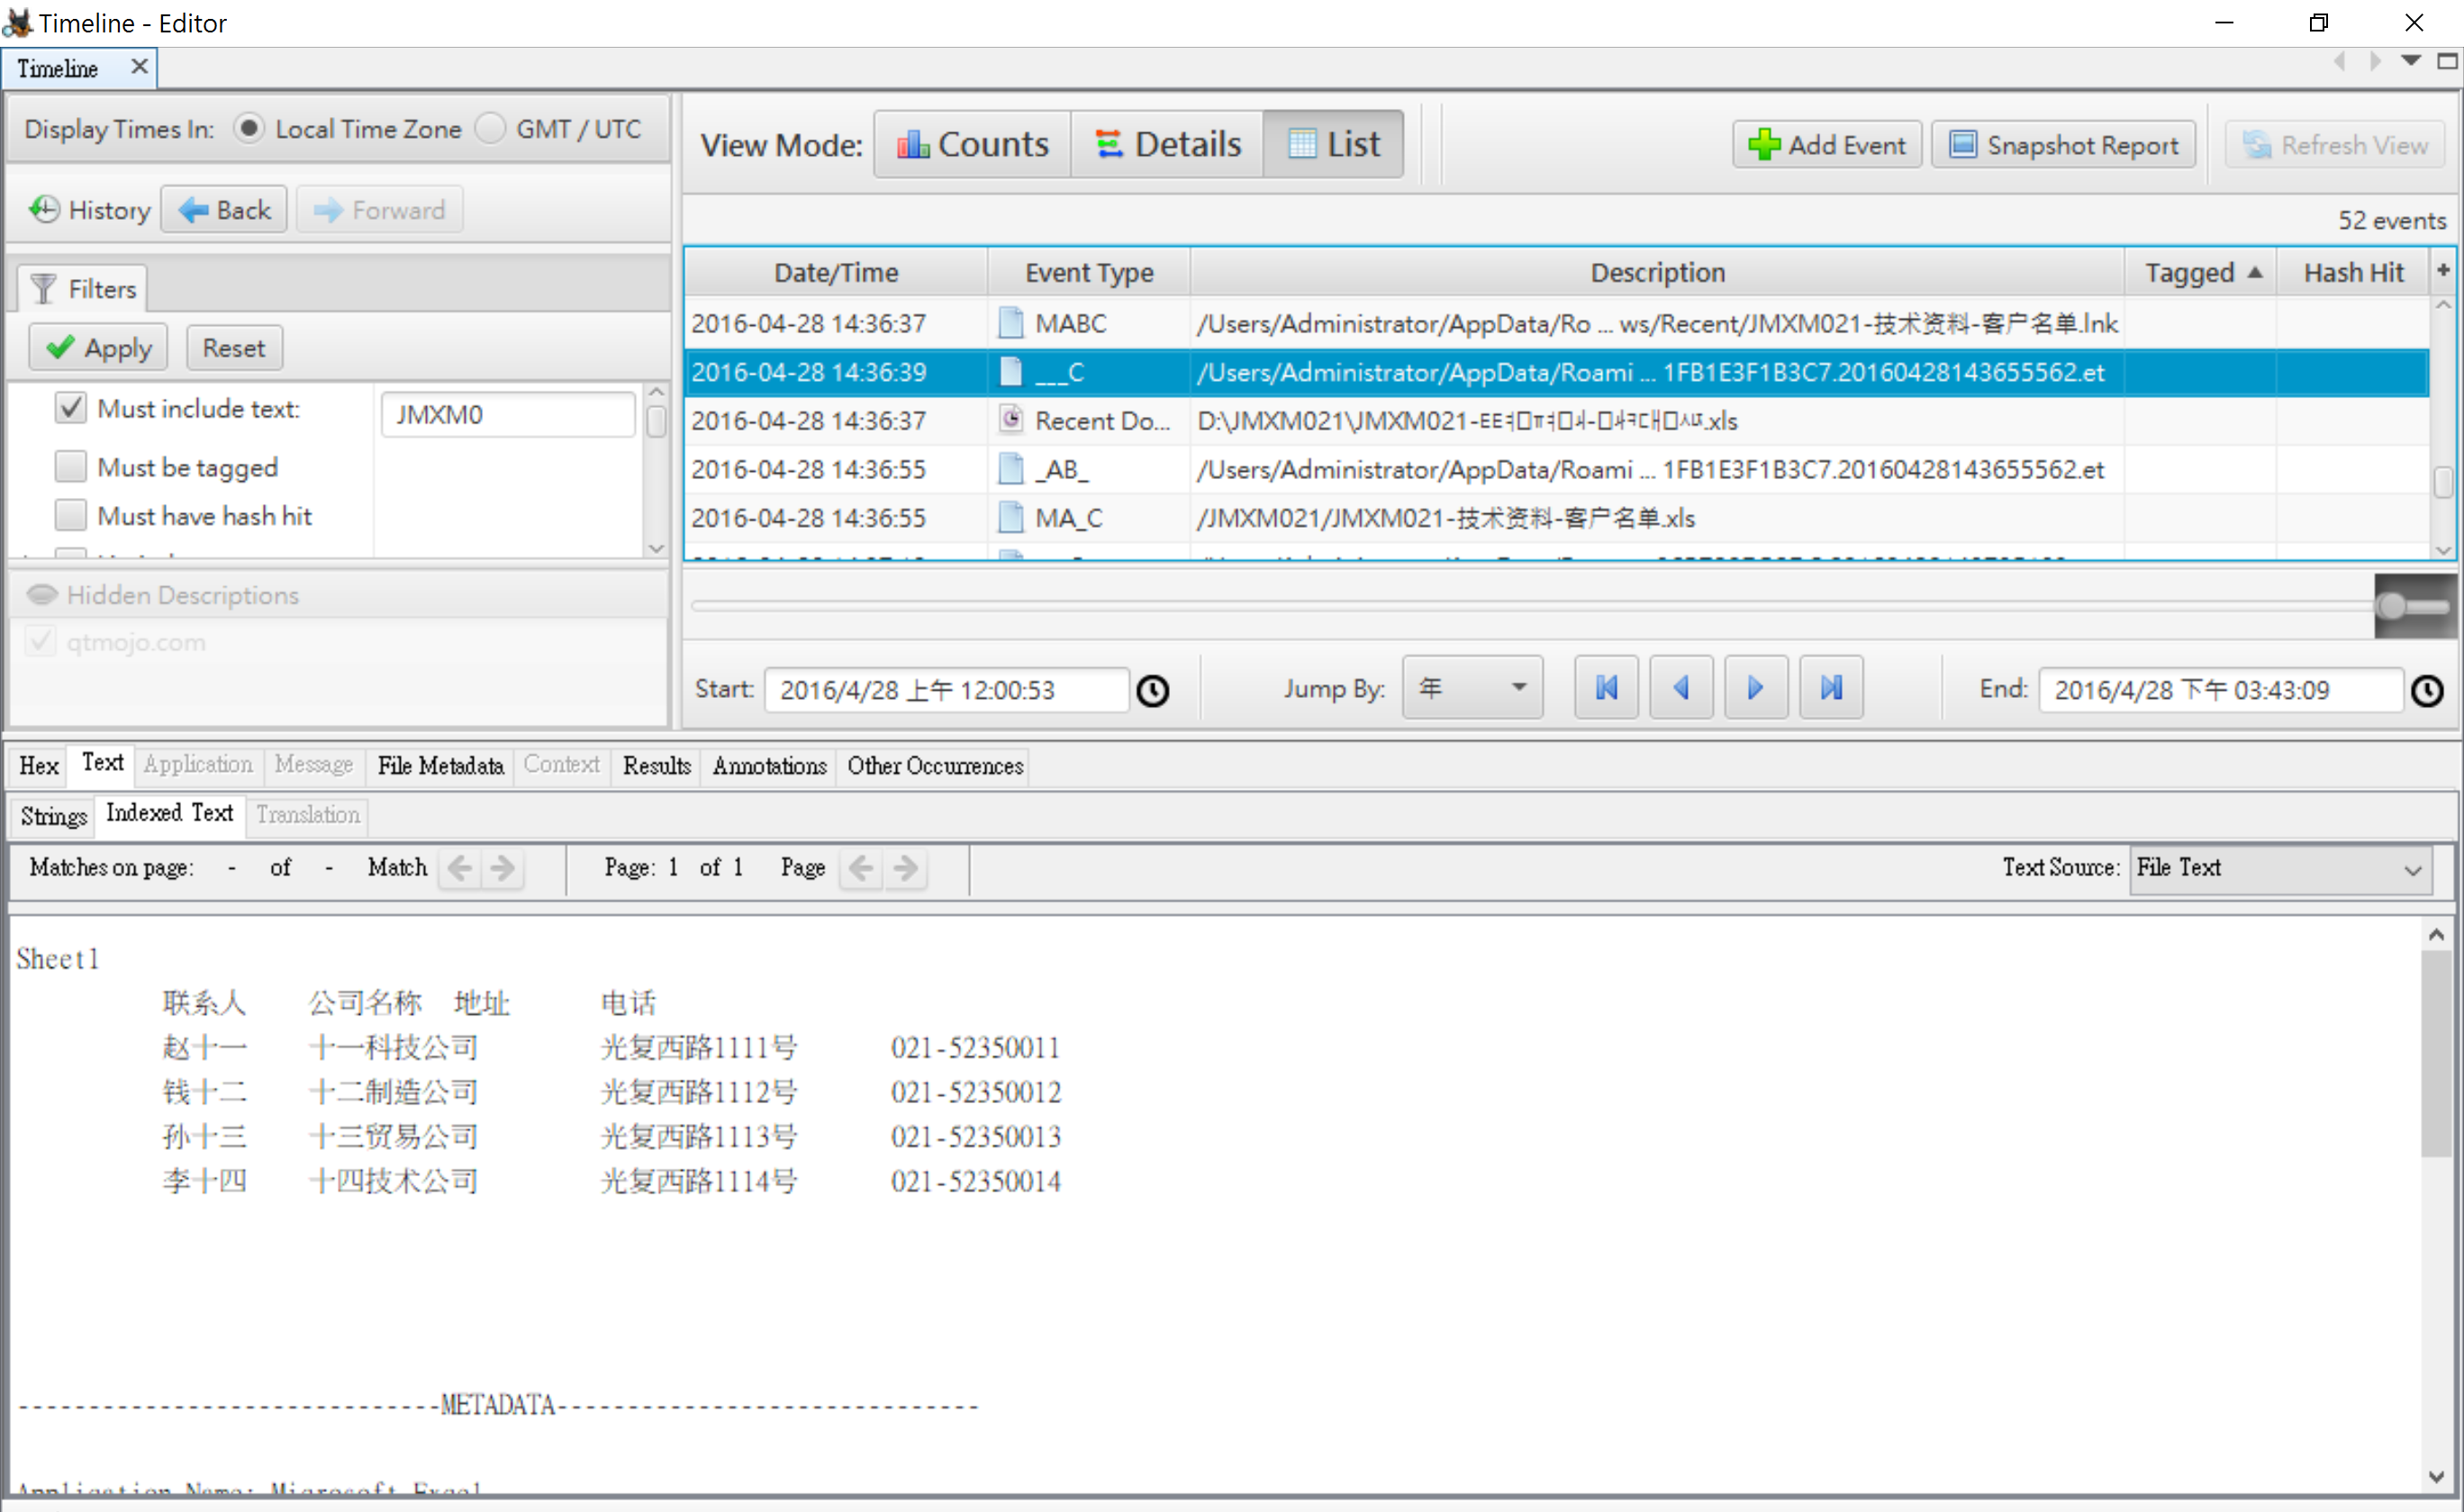 Timeline - Editor
Timeline
Display Times In: Local Time Zone GMT / UTC
View Mode: Counts Details List
Add Event Snapshot Report Refresh View
History Back Forward
52 events
Filters
Apply Reset
Must include text: JMXM0
Must be tagged
Must have hash hit
Hidden Descriptions
qtmojo.com
Date/Time Event Type Description Tagged Hash Hit
2016-04-28 14:36:37 MABC /Users/Administrator/AppData/Ro ... ws/Recent/JMXM021-技术资料-客户名单.lnk
2016-04-28 14:36:39 ___C /Users/Administrator/AppData/Roami ... 1FB1E3F1B3C7.20160428143655562.et
2016-04-28 14:36:37 Recent Do... D:\JMXM021\JMXM021-
.xls
2016-04-28 14:36:55 _AB_ /Users/Administrator/AppData/Roami ... 1FB1E3F1B3C7.20160428143655562.et
2016-04-28 14:36:55 MA_C /JMXM021/JMXM021-技术资料-客户名单.xls
Start: 2016/4/28 上午 12:00:53 Jump By: 年 End: 2016/4/28 下午 03:43:09
Hex Text Application Message File Metadata Context Results Annotations Other Occurrences
Strings Indexed Text Translation
Matches on page: - of - Match Page: 1 of 1 Page Text Source: File Text
Sheet1
联系人 公司名称 地址 电话
赵十一 十一科技公司 光复西路1111号 021-52350011
钱十二 十二制造公司 光复西路1112号 021-52350012
孙十三 十三贸易公司 光复西路1113号 021-52350013
李十四 十四技术公司 光复西路1114号 021-52350014
------------------------------METADATA------------------------------
Application Name: Microsoft Excel